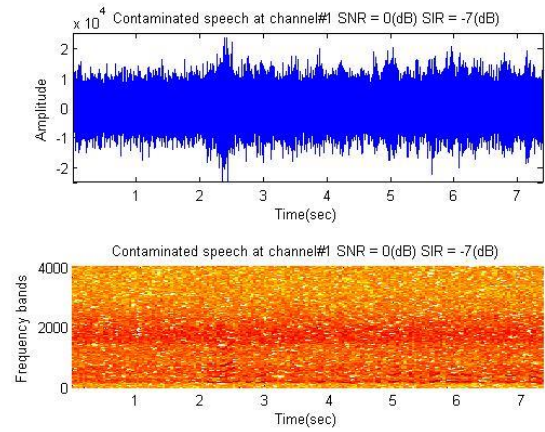 Contaminated speech at channel#1 SNR = 0(dB) SIR = -7(dB)
x 10^4
Amplitude
2
1
0
-1
-2
1 2 3 4 5 6 7
Time(sec)
Contaminated speech at channel#1 SNR = 0(dB) SIR = -7(dB)
Frequency bands
4000
2000
0
1 2 3 4 5 6 7
Time(sec)